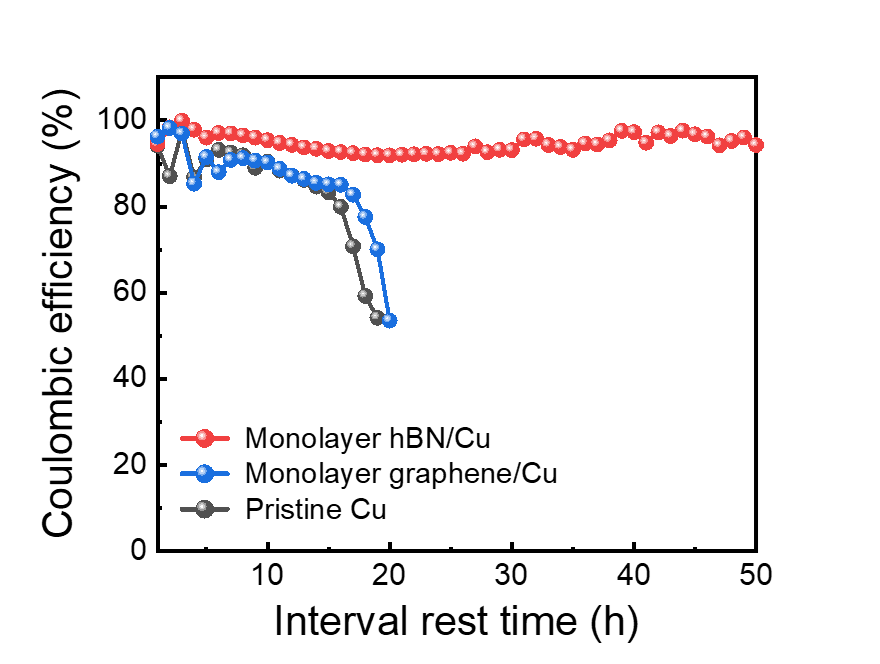 Coulombic efficiency (%)
100
80
60
40
20
0
Monolayer hBN/Cu
Monolayer graphene/Cu
Pristine Cu
10 20 30 40 50
Interval rest time (h)